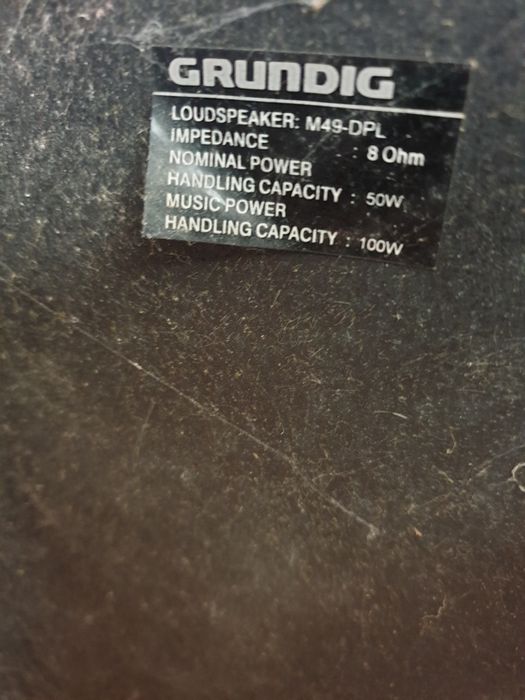 GRUNDIG
LOUDSPEAKER: M49-DPL
IMPEDANCE : 8 Ohm
NOMINAL POWER
HANDLING CAPACITY : 50W
MUSIC POWER
HANDLING CAPACITY : 100W